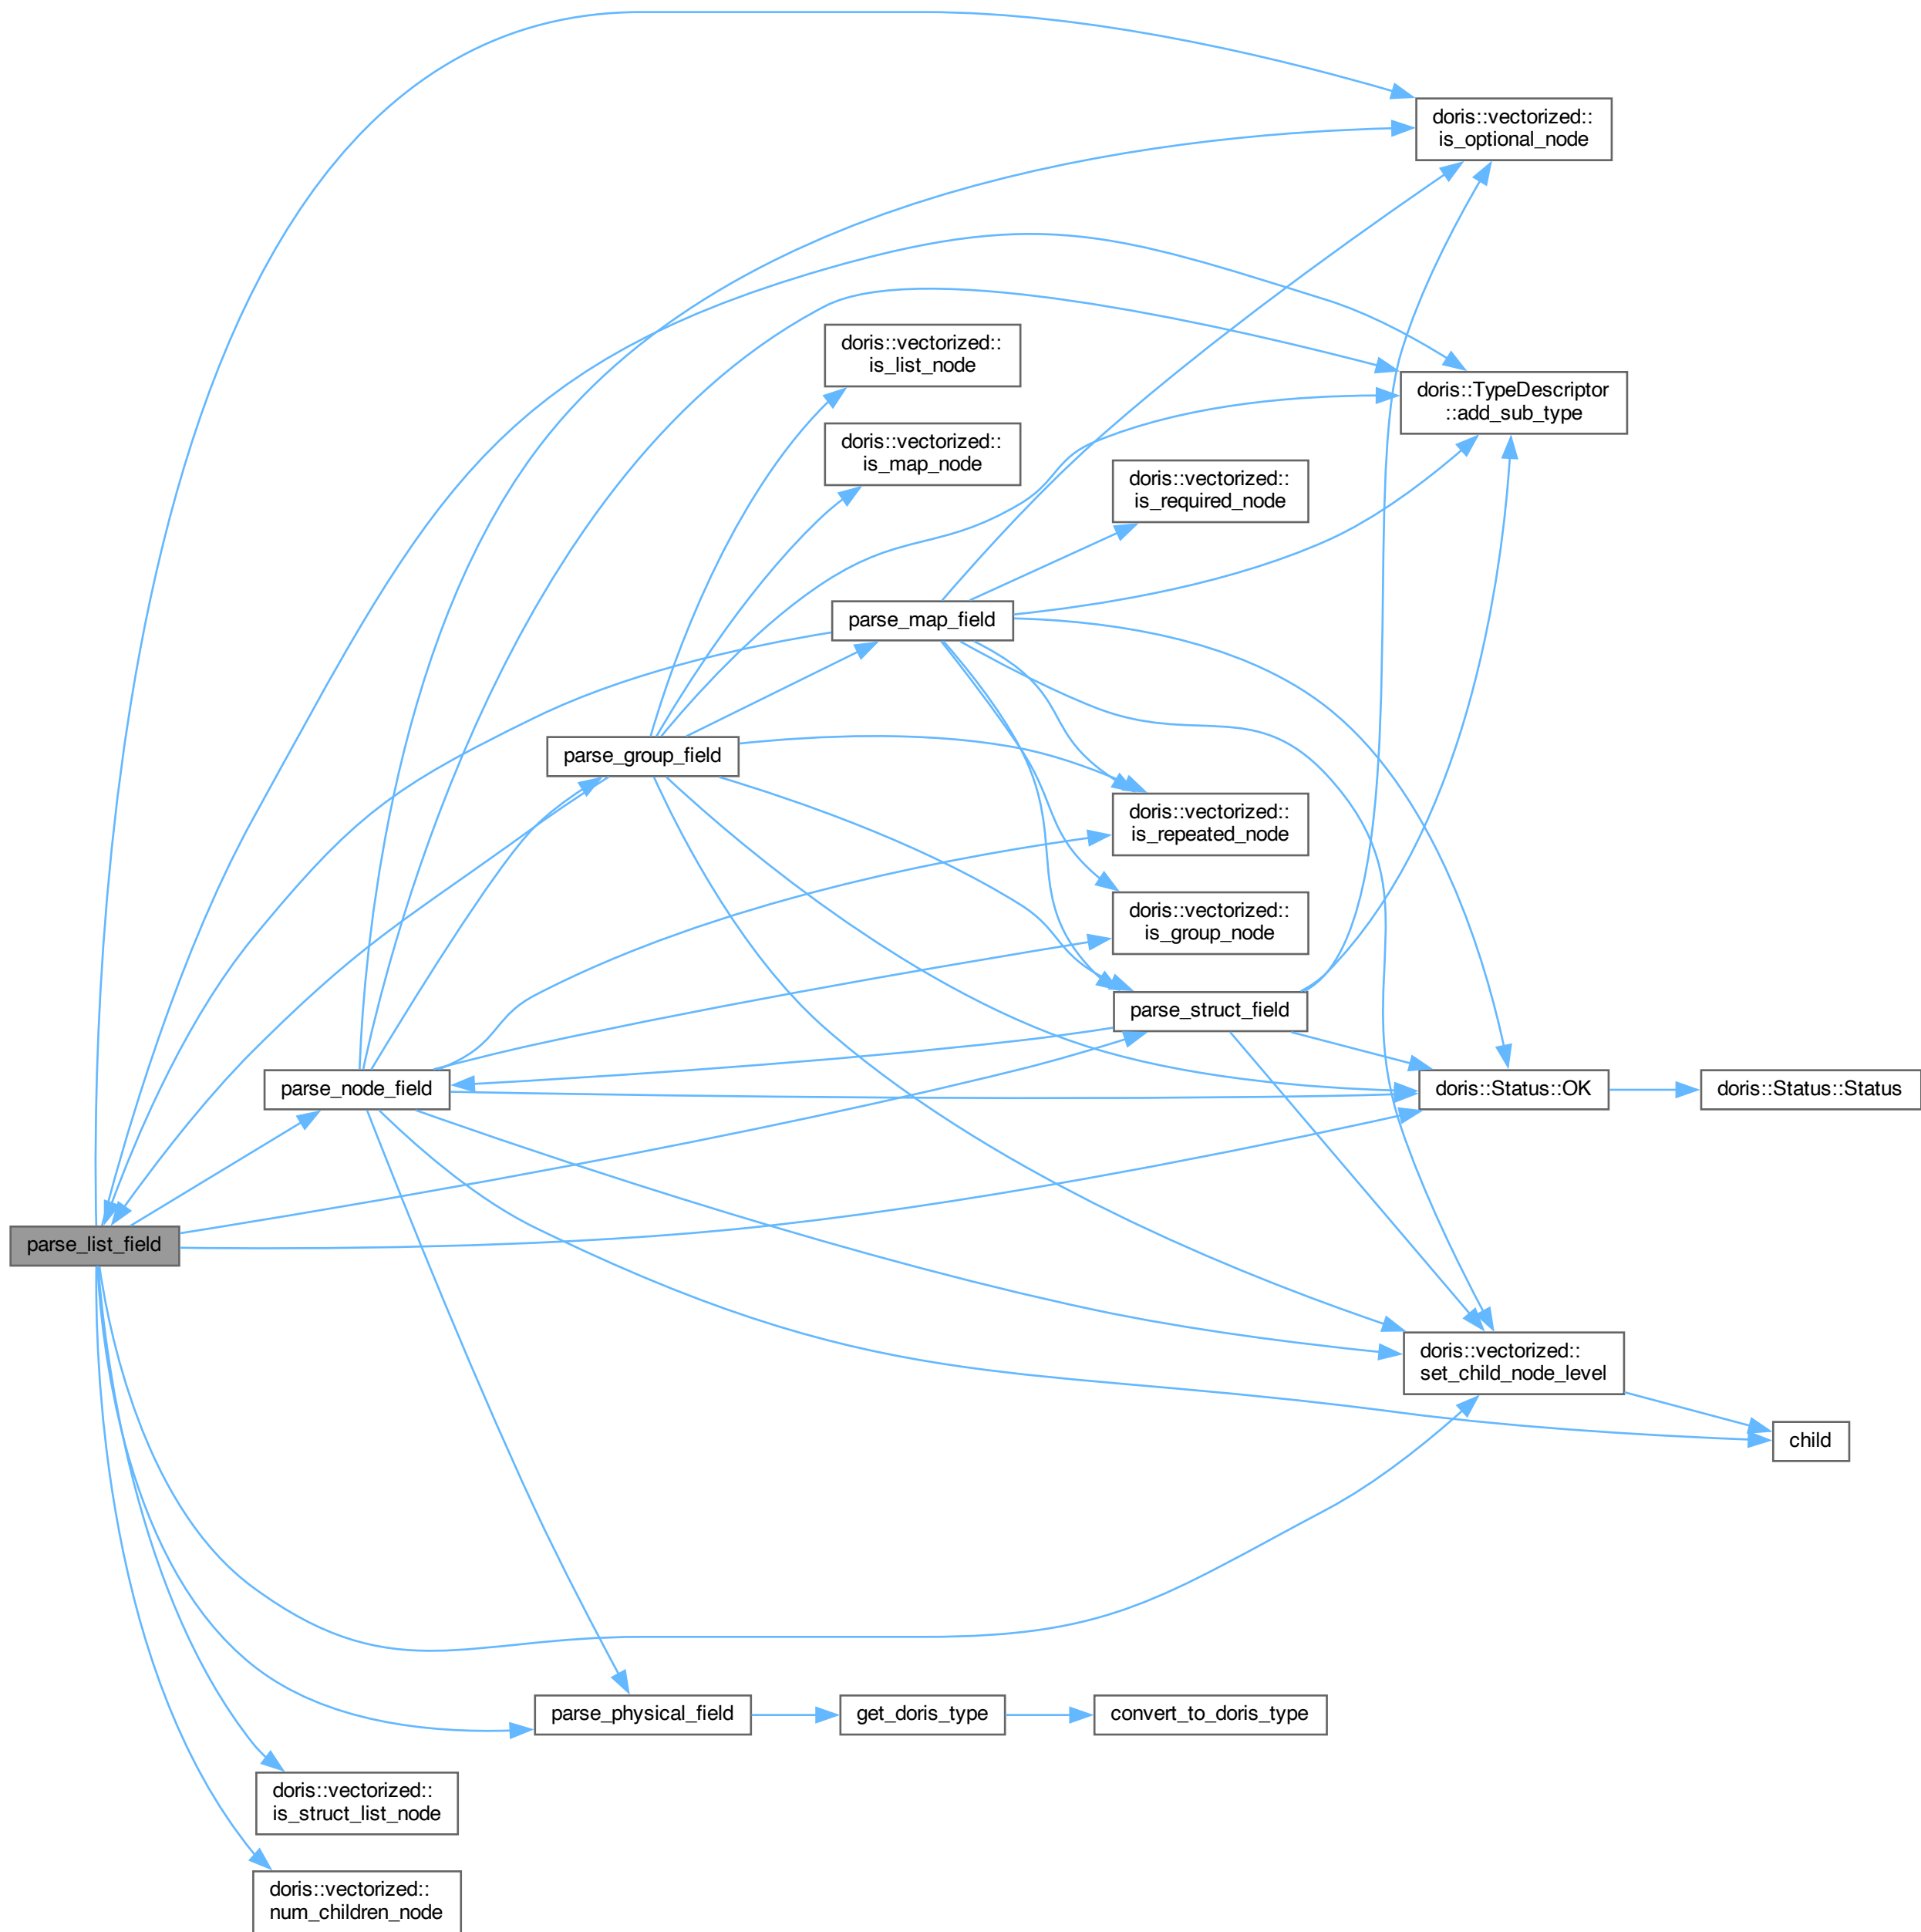 doris::vectorized::
is_optional_node
doris::vectorized::
is_list_node
doris::TypeDescriptor
::add_sub_type
doris::vectorized::
is_map_node
doris::vectorized::
is_required_node
parse_map_field
parse_group_field
doris::vectorized::
is_repeated_node
doris::vectorized::
is_group_node
parse_struct_field
parse_node_field
doris::Status::OK
doris::Status::Status
parse_list_field
doris::vectorized::
set_child_node_level
child
parse_physical_field
get_doris_type
convert_to_doris_type
doris::vectorized::
is_struct_list_node
doris::vectorized::
num_children_node